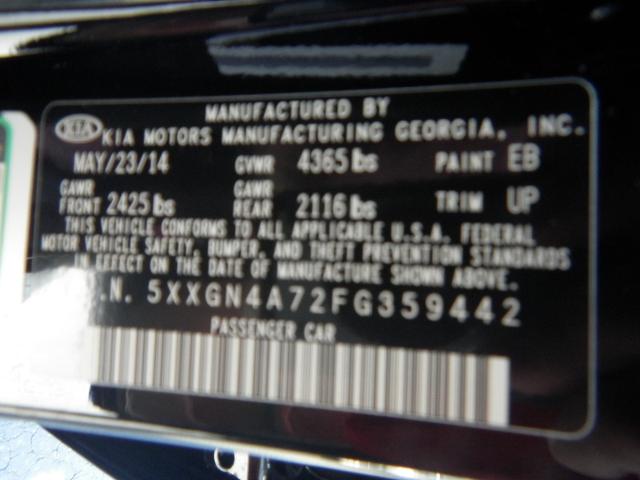 MANUFACTURED BY
KIA KIA MOTORS MANUFACTURING GEORGIA, INC.
MAY/23/14 GVWR 4365 lbs PAINT EB
GAWR FRONT 2425 lbs GAWR REAR 2116 lbs TRIM UP
THIS VEHICLE CONFORMS TO ALL APPLICABLE U.S.A. FEDERAL
MOTOR VEHICLE SAFETY, BUMPER, AND THEFT PREVENTION STANDARDS
IN EFFECT ON THE DATE OF MANUFACTURE SHOWN ABOVE.
.N. 5XXGN4A72FG359442
PASSENGER CAR